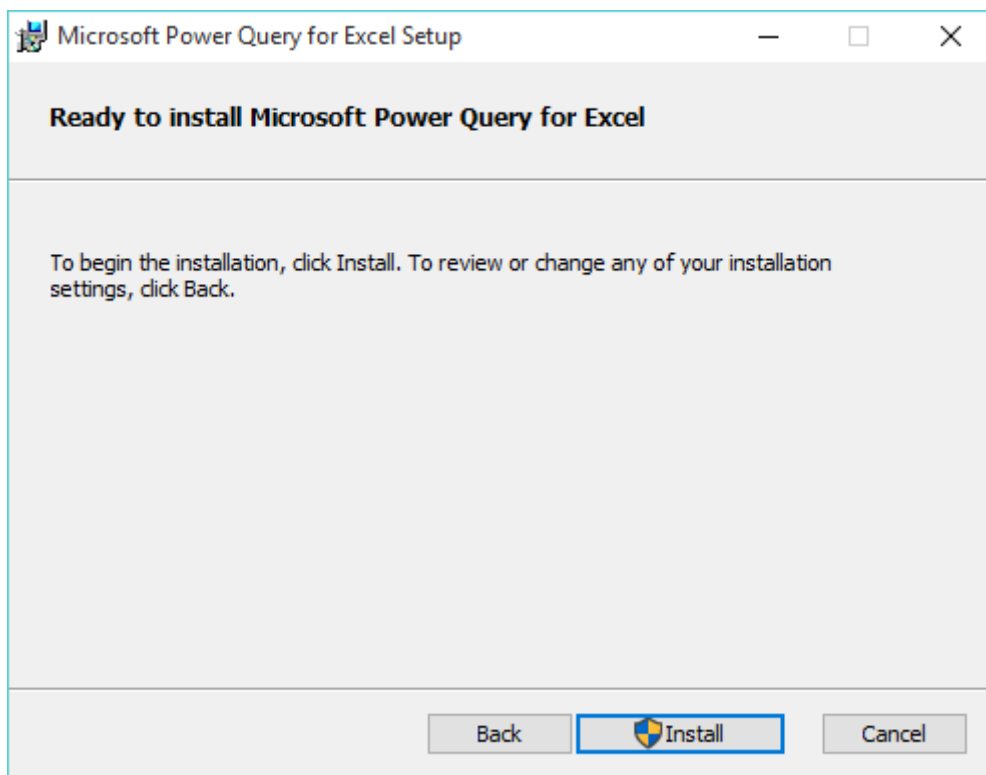 Microsoft Power Query for Excel Setup
Ready to install Microsoft Power Query for Excel
To begin the installation, click Install. To review or change any of your installation
settings, click Back.
Back
Install
Cancel